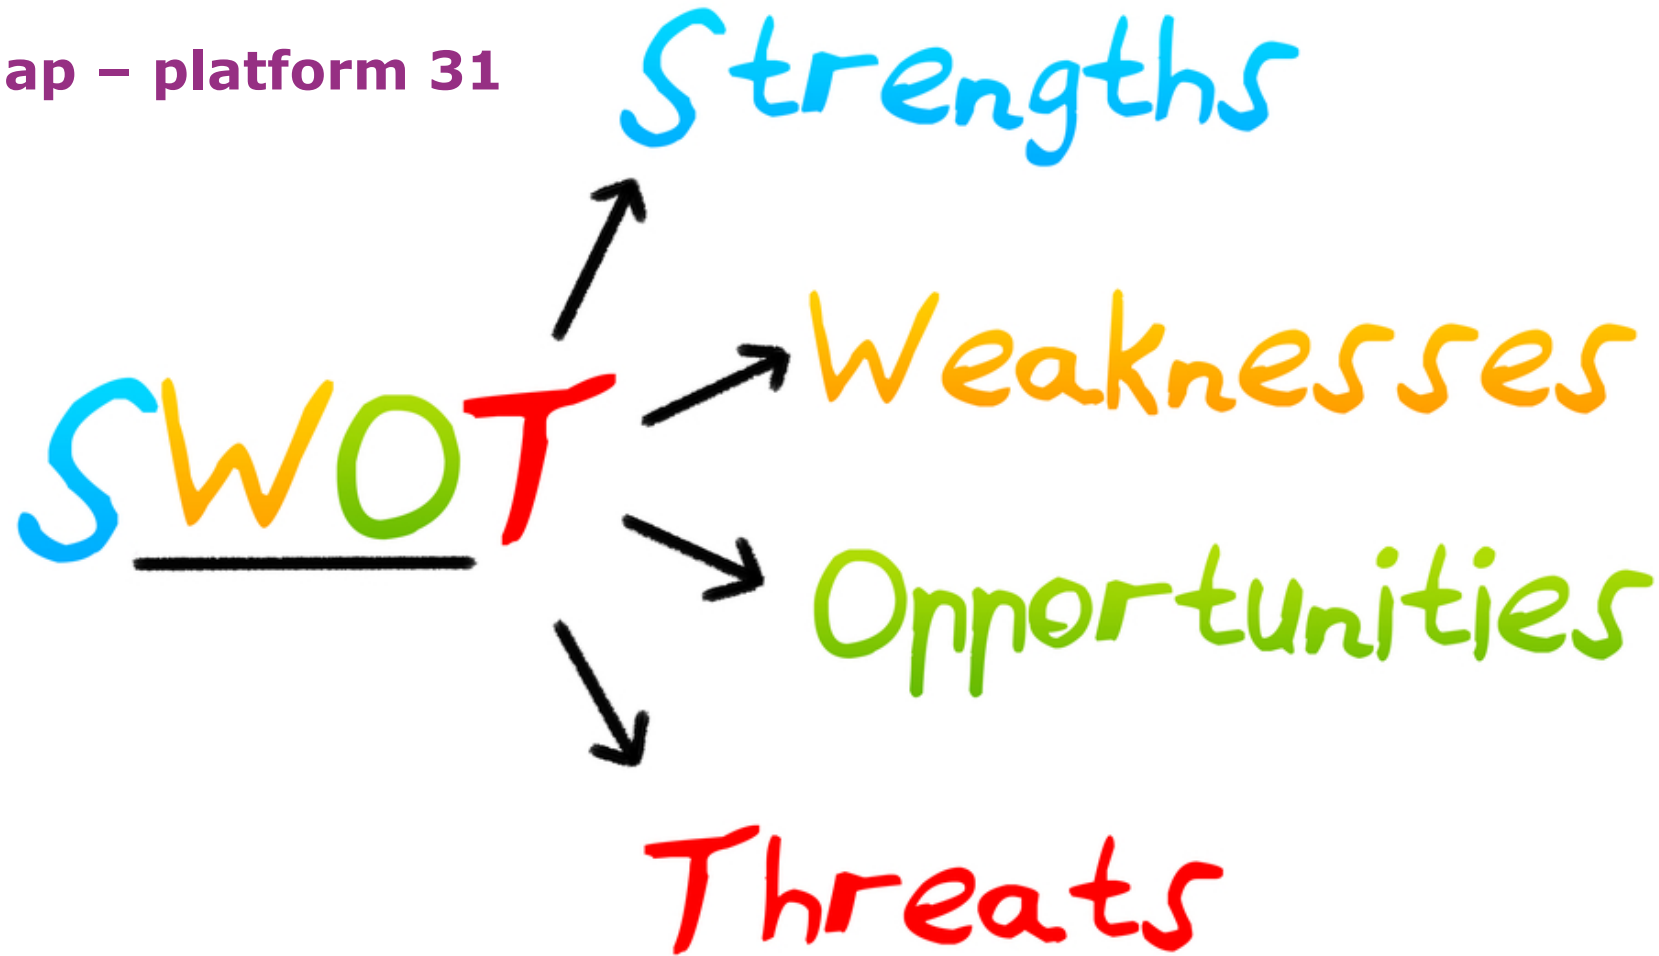 ap – platform 31
Strengths
Weaknesses
SWOT
Opportunities
Threats